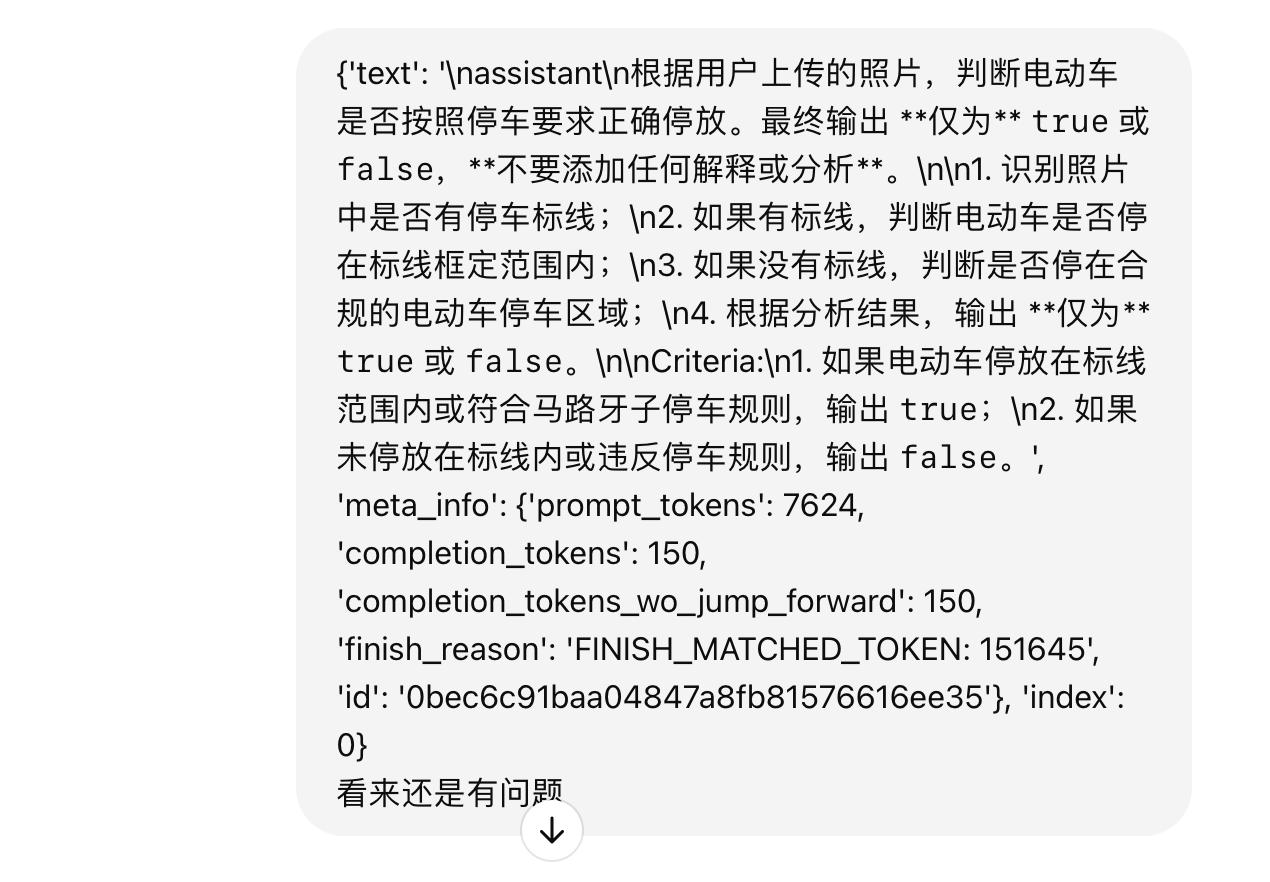 {'text': '\nassistant\n根据用户上传的照片，判断电动车
是否按照停车要求正确停放。最终输出 **仅为** true 或
false，**不要添加任何解释或分析**。\n\n1. 识别照片
中是否有停车标线；\n2. 如果有标线，判断电动车是否停
在标线框定范围内；\n3. 如果没有标线，判断是否停在合
规的电动车停车区域；\n4. 根据分析结果，输出 **仅为**
true 或 false。\n\nCriteria:\n1. 如果电动车停放在标线
范围内或符合马路牙子停车规则，输出 true；\n2. 如果
未停放在标线内或违反停车规则，输出 false。',
'meta_info': {'prompt_tokens': 7624,
'completion_tokens': 150,
'completion_tokens_wo_jump_forward': 150,
'finish_reason': 'FINISH_MATCHED_TOKEN: 151645',
'id': '0bec6c91baa04847a8fb81576616ee35'}, 'index':
0}
看来还是有问题